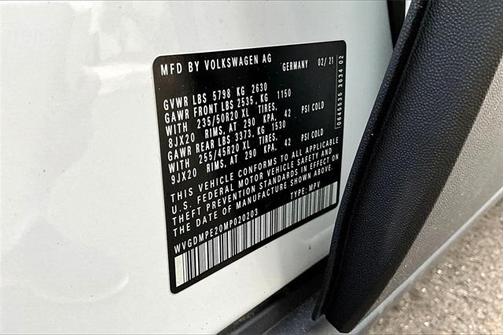 MFD BY VOLKSWAGEN AG
GERMANY 02/21
GVWR LBS 5798 KG 2630
GAWR FRONT LBS 2535, KG 1150
WITH 235/50R20 XL TIRES,
8JX20 RIMS, AT 290 KPA, 42 PSI COLD
GAWR REAR LBS 3373, KG 1530
WITH 255/45R20 XL TIRES,
9JX20 RIMS, AT 290 KPA, 42 PSI COLD
THIS VEHICLE CONFORMS TO ALL APPLICABLE
U.S. FEDERAL MOTOR VEHICLE SAFETY AND
THEFT PREVENTION STANDARDS IN EFFECT ON
THE DATE OF MANUFACTURE SHOWN ABOVE.
WVGDMPE20MP020203
TYPE: MPV